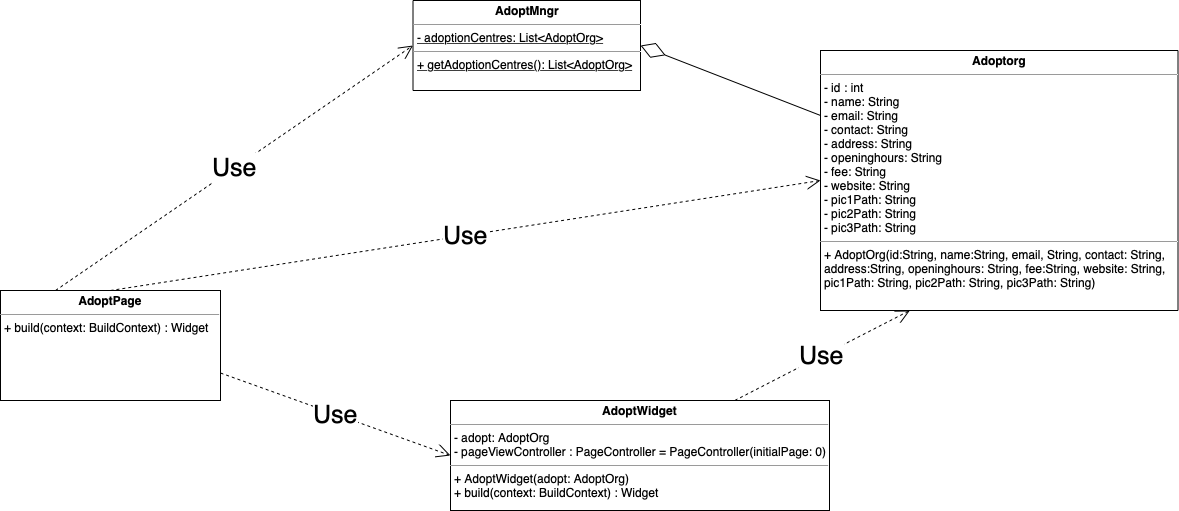 AdoptMngr
- adoptionCentres: List<AdoptOrg>
+ getAdoptionCentres(): List<AdoptOrg>
Adoptorg
- id : int
- name: String
- email: String
- contact: String
- address: String
- openinghours: String
- fee: String
- website: String
- pic1Path: String
- pic2Path: String
- pic3Path: String
+ AdoptOrg(id:String, name:String, email, String, contact: String,
address:String, openinghours: String, fee:String, website: String,
pic1Path: String, pic2Path: String, pic3Path: String)
Use
Use
AdoptPage
+ build(context: BuildContext) : Widget
Use
Use
AdoptWidget
- adopt: AdoptOrg
- pageViewController : PageController = PageController(initialPage: 0)
+ AdoptWidget(adopt: AdoptOrg)
+ build(context: BuildContext) : Widget